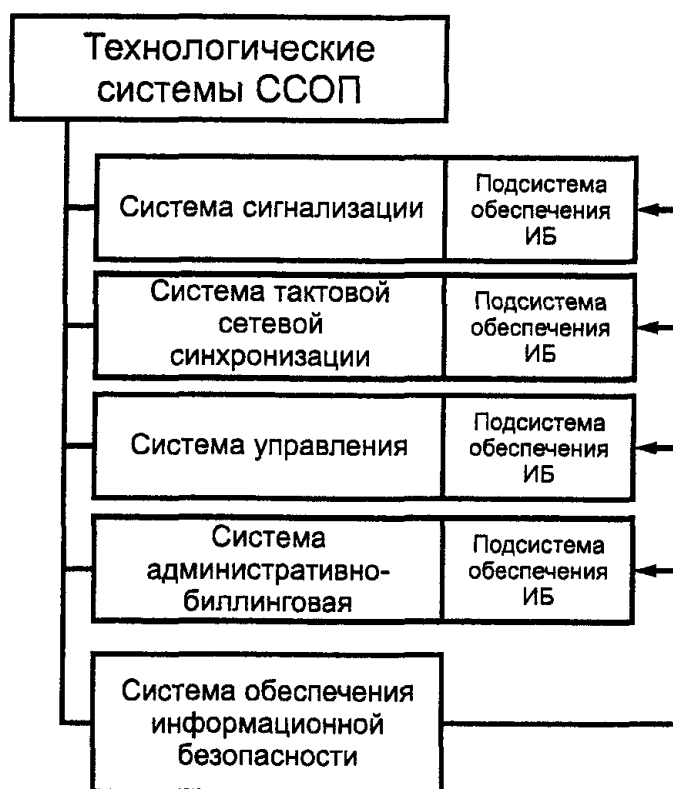 Технологические
системы ССОП
Система сигнализации
Подсистема
обеспечения
ИБ
Система тактовой
сетевой
синхронизации
Подсистема
обеспечения
ИБ
Система управления
Подсистема
обеспечения
ИБ
Система
административно-
биллинговая
Подсистема
обеспечения
ИБ
Система обеспечения
информационной
безопасности